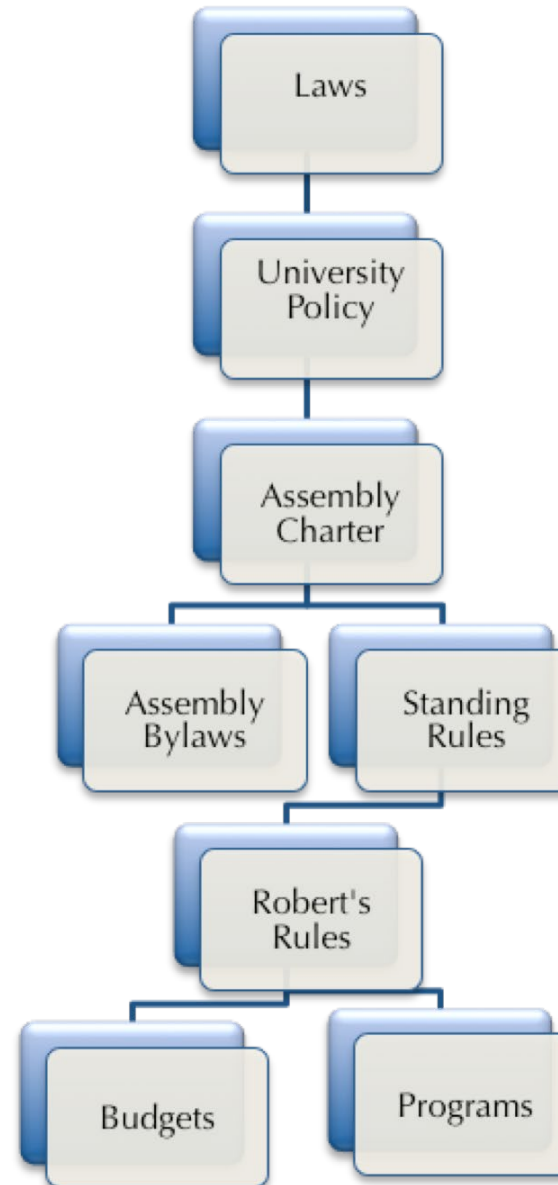 Laws
University
Policy
Assembly
Charter
Assembly
Bylaws
Standing
Rules
Robert's
Rules
Budgets
Programs